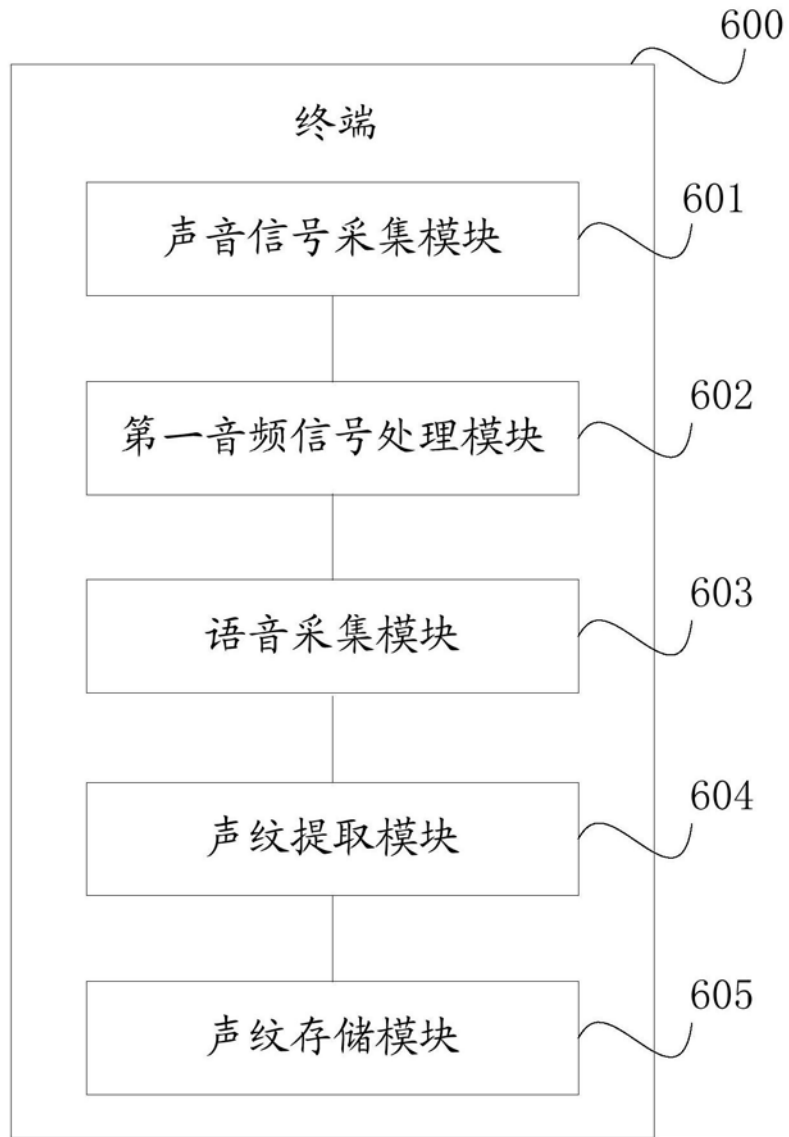 600
终端
601
声音信号采集模块
602
第一音频信号处理模块
603
语音采集模块
604
声纹提取模块
605
声纹存储模块